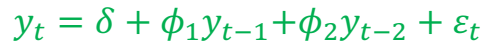 yₜ = δ + ϕ₁yₜ₋₁+ϕ₂yₜ₋₂ + εₜ